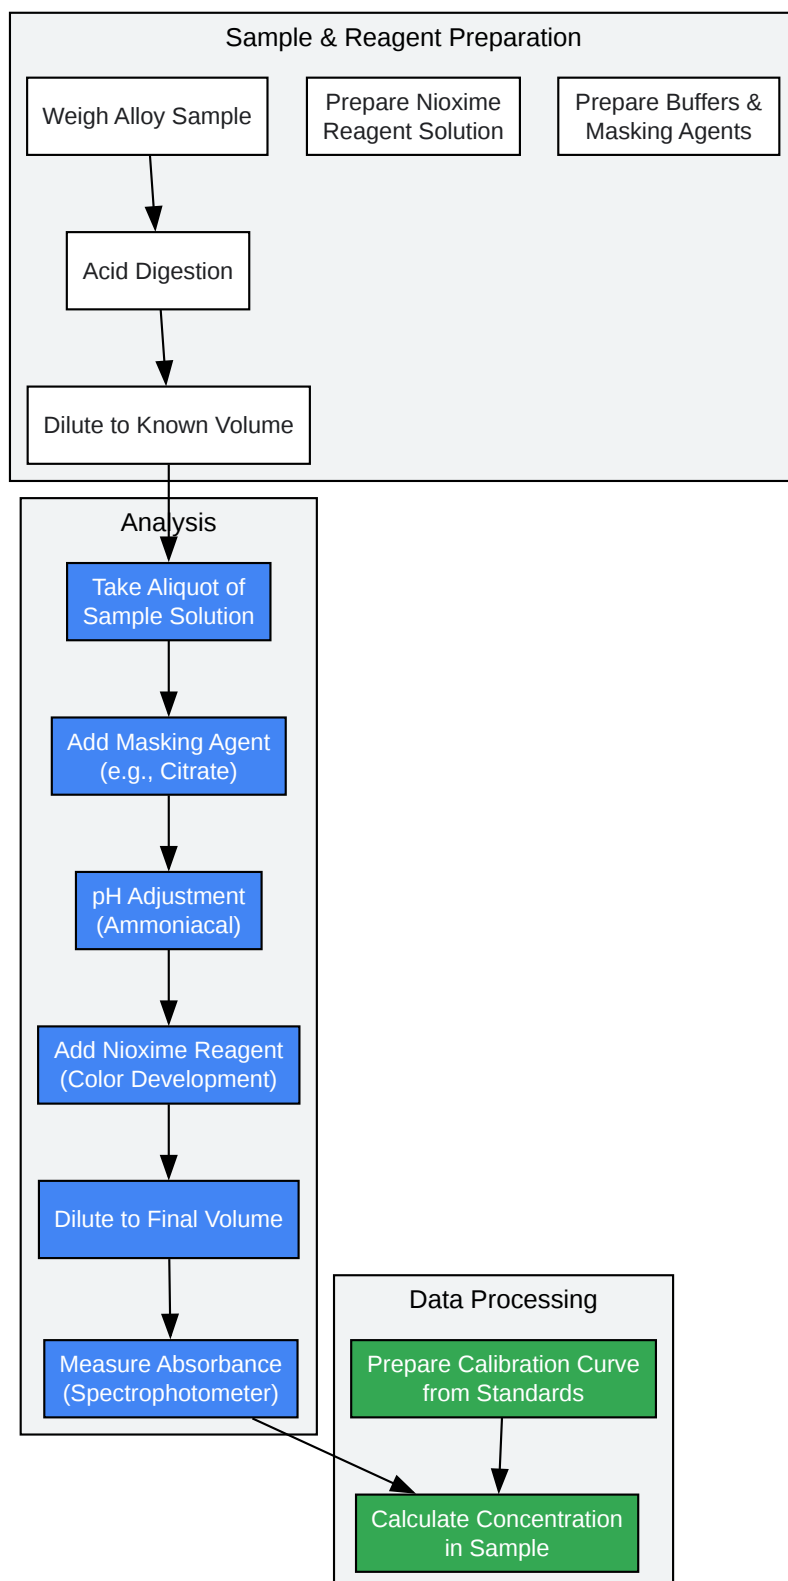 Sample & Reagent Preparation
Weigh Alloy Sample
Prepare Nioxime
Reagent Solution
Prepare Buffers &
Masking Agents
Acid Digestion
Dilute to Known Volume
Analysis
Take Aliquot of
Sample Solution
Add Masking Agent
(e.g., Citrate)
pH Adjustment
(Ammoniacal)
Add Nioxime Reagent
(Color Development)
Dilute to Final Volume
Measure Absorbance
(Spectrophotometer)
Data Processing
Prepare Calibration Curve
from Standards
Calculate Concentration
in Sample